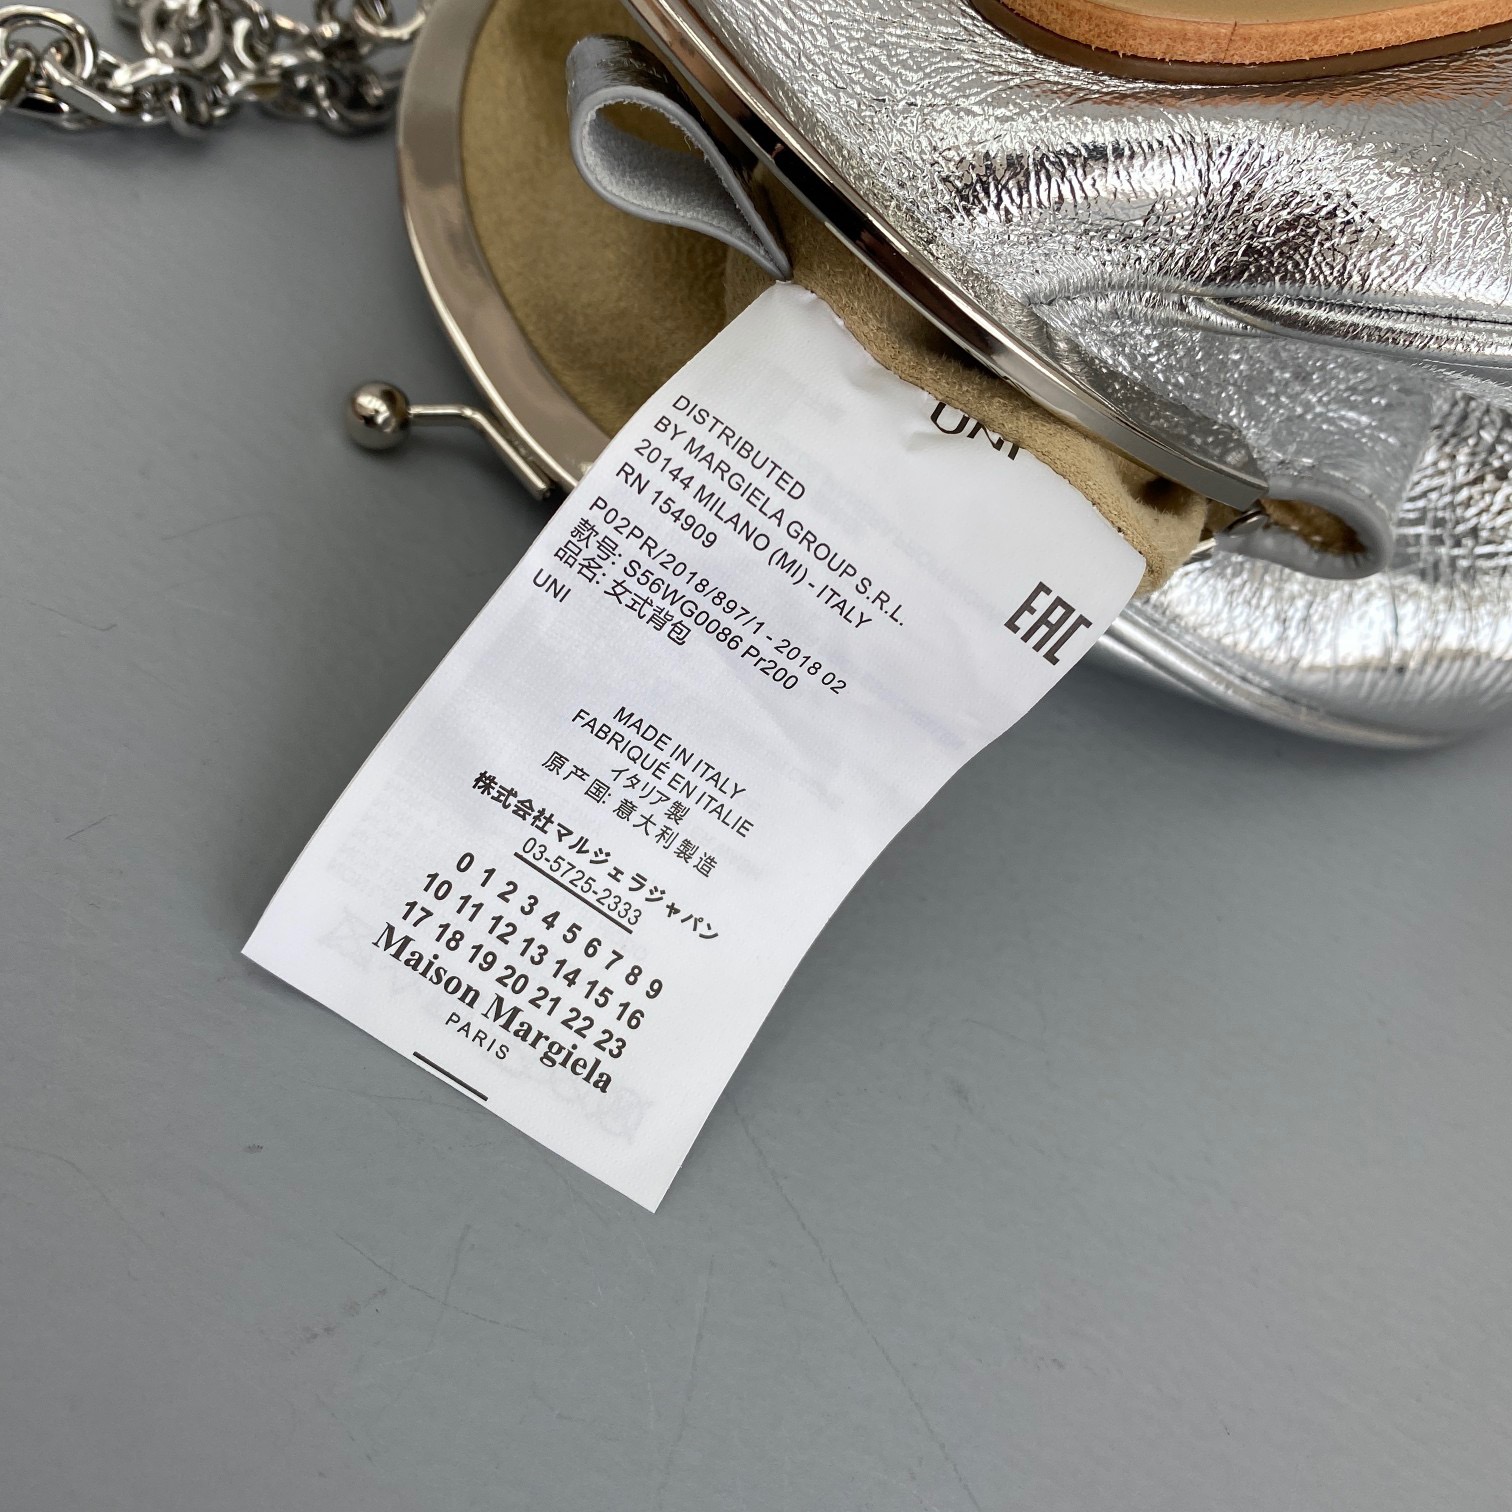 DISTRIBUTED
BY MARGIELA GROUP S.R.L.
20144 MILANO (MI) - ITALY
RN 154909
P02PR/2018/897/1 - 2018 02
款号: S56WG0086 Pr200
品名: 女式背包
UNI
UNI
EAC
MADE IN ITALY
FABRIQUÉ EN ITALIE
イタリア製
原产国: 意大利製造
株式会社マルジェラジャパン
03-5725-2333
0 1 2 3 4 5 6 7 8 9
10 11 12 13 14 15 16
17 18 19 20 21 22 23
Maison Margiela
PARIS